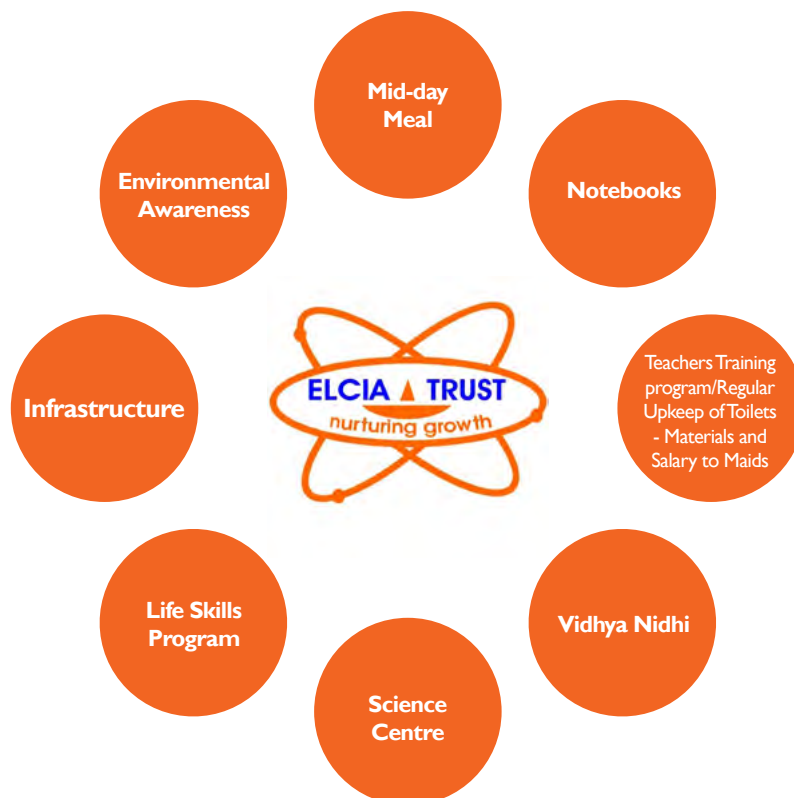 Mid-day
Meal
Notebooks
Teachers Training
program/Regular
Upkeep of Toilets
- Materials and
Salary to Maids
Vidhya Nidhi
Science
Centre
Life Skills
Program
Infrastructure
Environmental
Awareness
ELCIA TRUST
nurturing growth